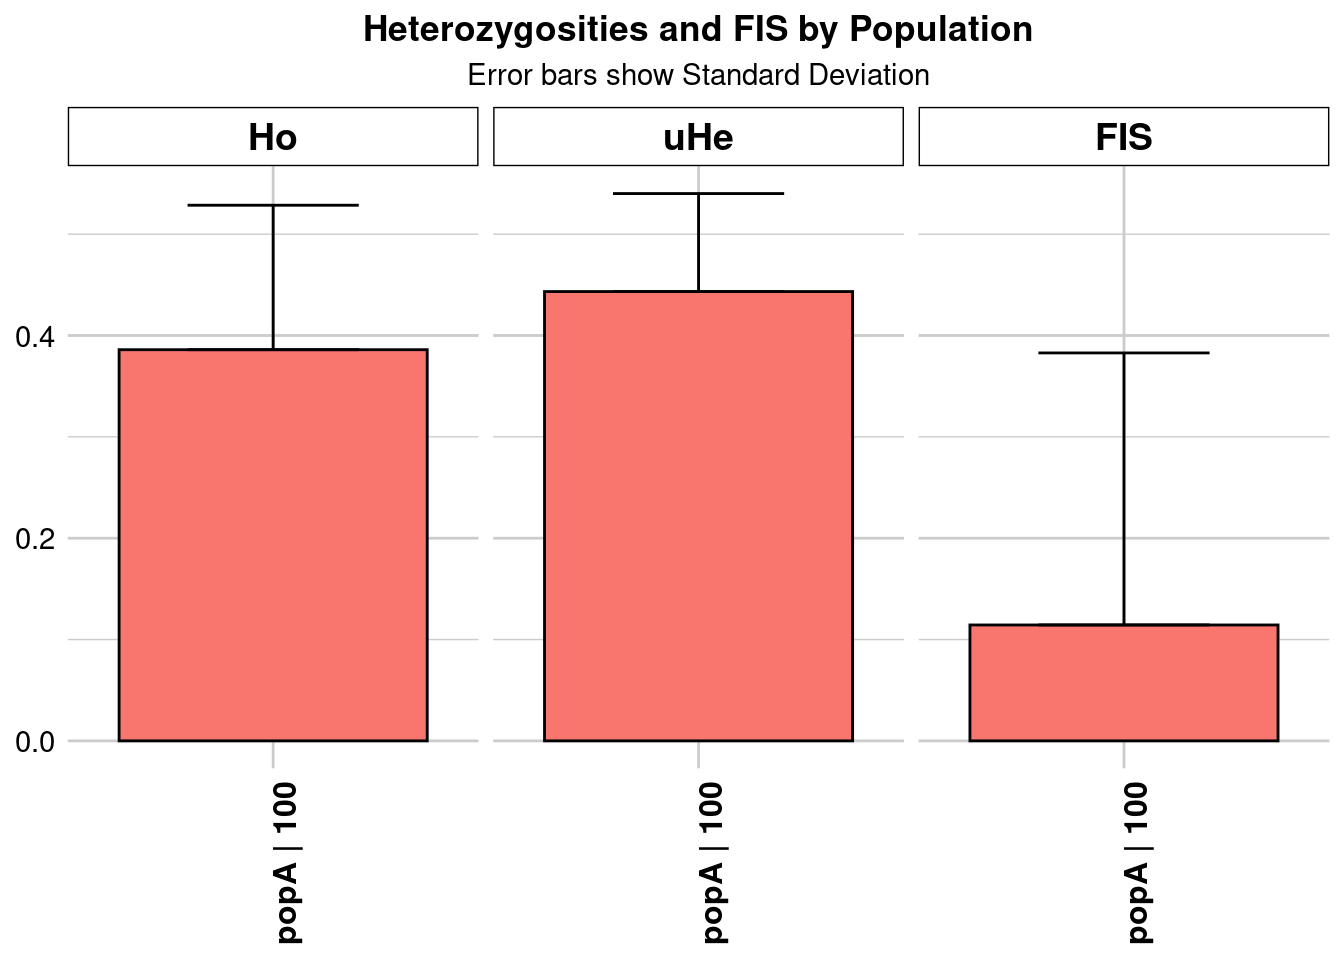 Heterozygosities and FIS by Population
Error bars show Standard Deviation
Ho
uHe
FIS
0.4
0.2
0.0
popA | 100
popA | 100
popA | 100